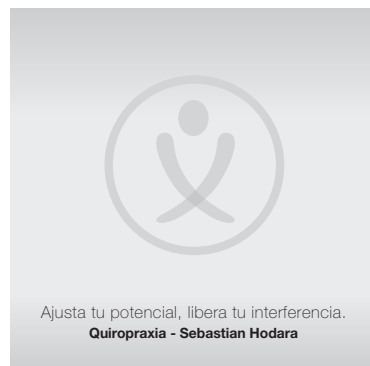 Ajusta tu potencial, libera tu interferencia.
Quiropraxia - Sebastian Hodara